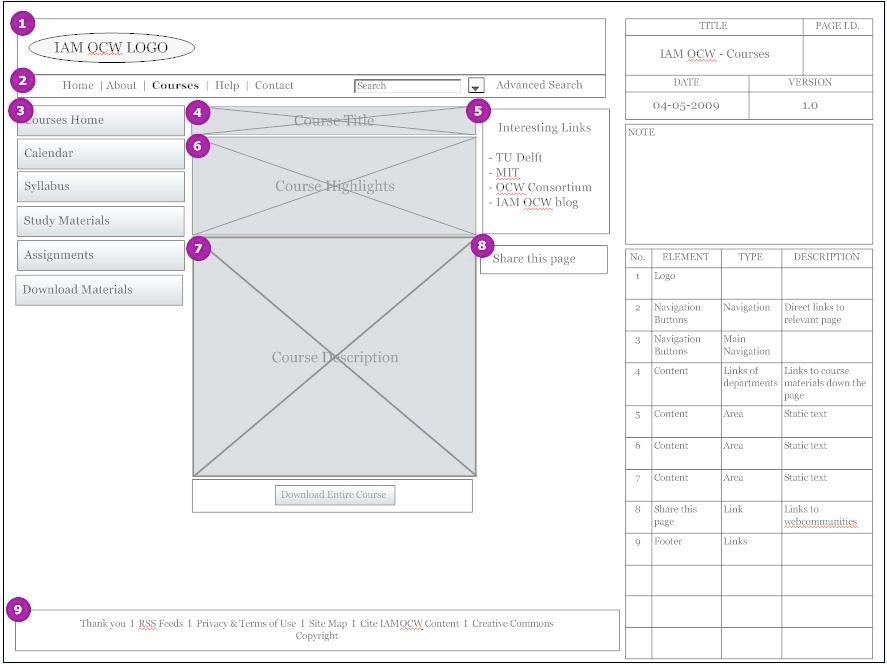 1
IAM OCW LOGO
2
Home | About | Courses | Help | Contact
Search
Advanced Search
3
Courses Home
Calendar
Syllabus
Study Materials
Assignments
Download Materials
4
Course Title
6
Course Highlights
7
Course Description
Download Entire Course
5
Interesting Links
- TU Delft
- MIT
- OCW Consortium
- IAM OCW blog
8
Share this page
9
Thank you I RSS Feeds I Privacy & Terms of Use I Site Map I Cite IAMOCW Content I Creative Commons
Copyright
TITLE PAGE I.D.
IAM OCW - Courses
DATE VERSION
04-05-2009 1.0
NOTE
No. ELEMENT TYPE DESCRIPTION
1 Logo
2 Navigation Navigation Direct links to
Buttons relevant page
3 Navigation Main
Buttons Navigation
4 Content Links of Links to course
departments materials down the
page
5 Content Area Static text
6 Content Area Static text
7 Content Area Static text
8 Share this Link Links to
page webcommunities
9 Footer Links